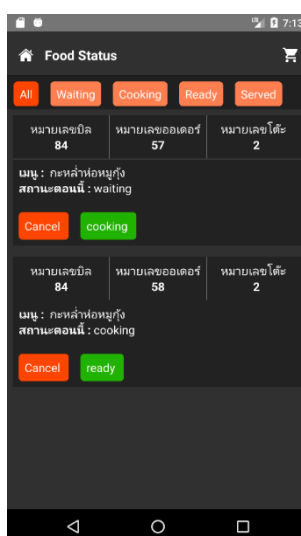 7:13
Food Status
All Waiting Cooking Ready Served
หมายเลขบิล หมายเลขออเดอร์ หมายเลขโต๊ะ
84 57 2
เมนู : กะหล่ำห่อหมูกุ้ง
สถานะตอนนี้ : waiting
Cancel cooking
หมายเลขบิล หมายเลขออเดอร์ หมายเลขโต๊ะ
84 58 2
เมนู : กะหล่ำห่อหมูกุ้ง
สถานะตอนนี้ : cooking
Cancel ready